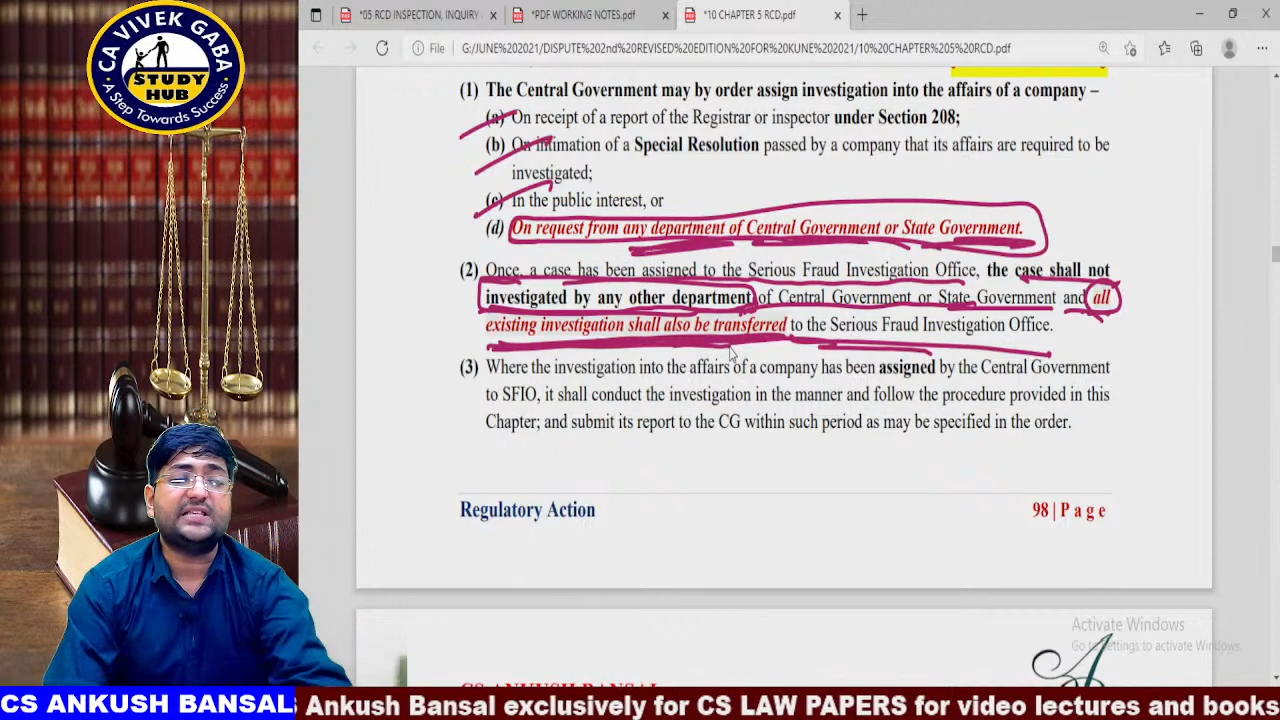 *05 RCD INSPECTION, INQUIRY
*PDF WORKING NOTES.pdf
*10 CHAPTER 5 RCD.pdf
File
G:/JUNE%202021/DISPUTE%202nd%20REVISED%20EDITION%20FOR%20KUNE%202021/10%20CHAPTER%205%20RCD.pdf
CA VIVEK GABA
STUDY
HUB
A Step Towards Success
(1) The Central Government may by order assign investigation into the affairs of a company –
(a) On receipt of a report of the Registrar or inspector under Section 208;
(b) On intimation of a Special Resolution passed by a company that its affairs are required to be
investigated;
(c) In the public interest, or
(d) On request from any department of Central Government or State Government.
(2) Once, a case has been assigned to the Serious Fraud Investigation Office, the case shall not
investigated by any other department of Central Government or State Government and all
existing investigation shall also be transferred to the Serious Fraud Investigation Office.
(3) Where the investigation into the affairs of a company has been assigned by the Central Government
to SFIO, it shall conduct the investigation in the manner and follow the procedure provided in this
Chapter; and submit its report to the CG within such period as may be specified in the order.
Regulatory Action
98 | P a g e
Activate Windows
Go to Settings to activate Windows.
CS ANKUSH BANSAL
CS ANKUSH BANSAL
Ankush Bansal exclusively for CS LAW PAPERS for video lectures and books